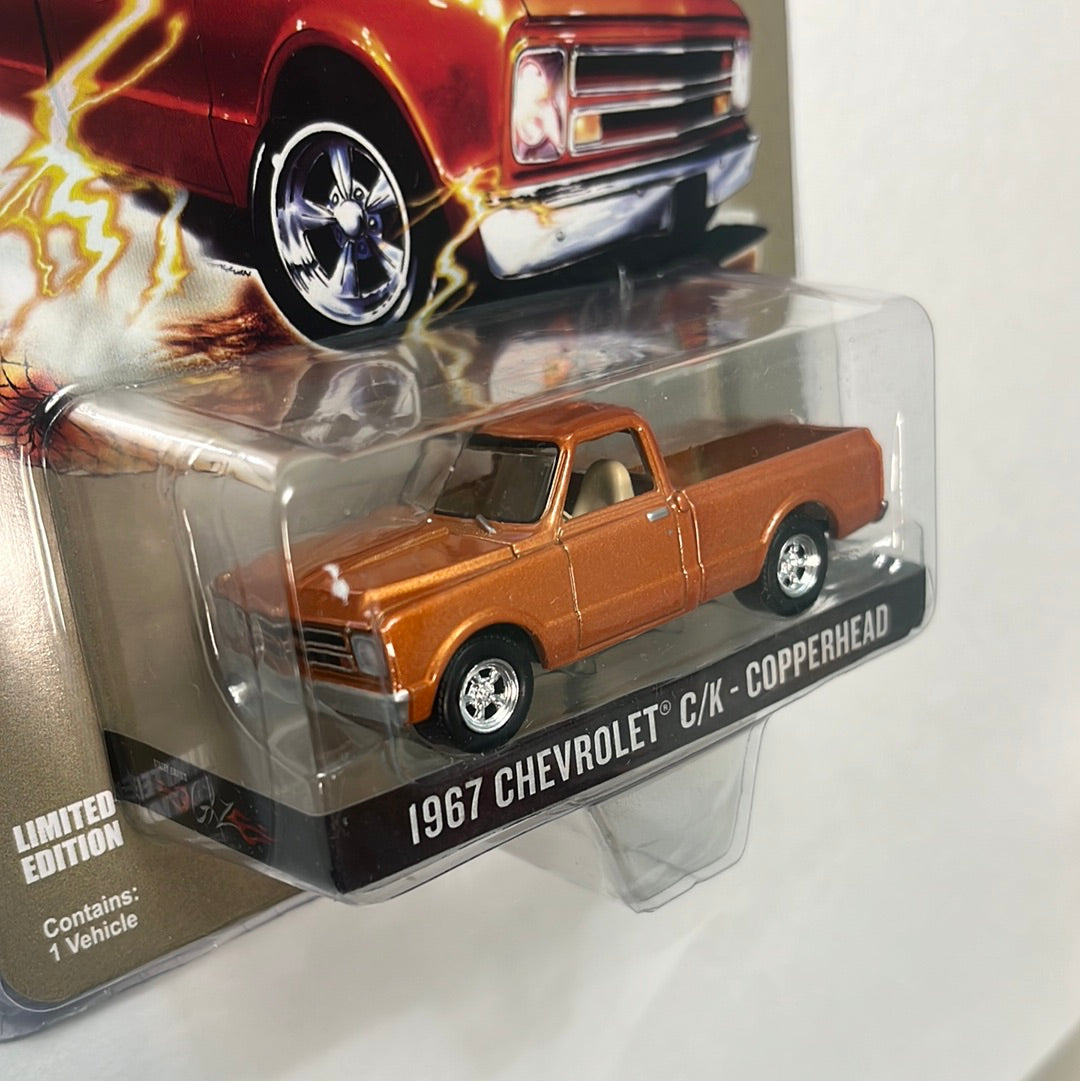 1967 CHEVROLET® C/K - COPPERHEAD
LIMITED
EDITION
Contains:
1 Vehicle